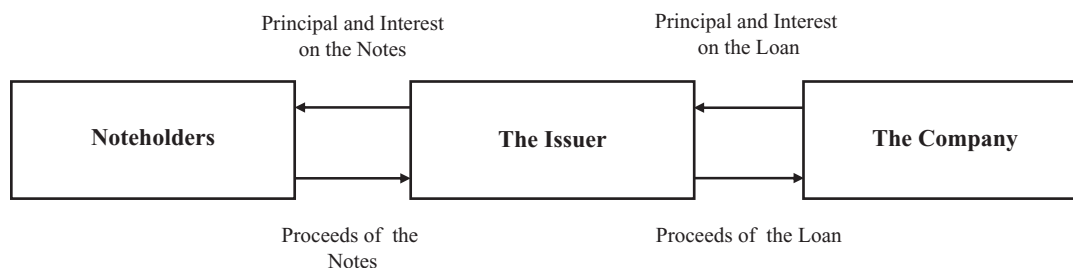 Principal and Interest
on the Notes
Principal and Interest
on the Loan
Noteholders
The Issuer
The Company
Proceeds of the
Notes
Proceeds of the Loan